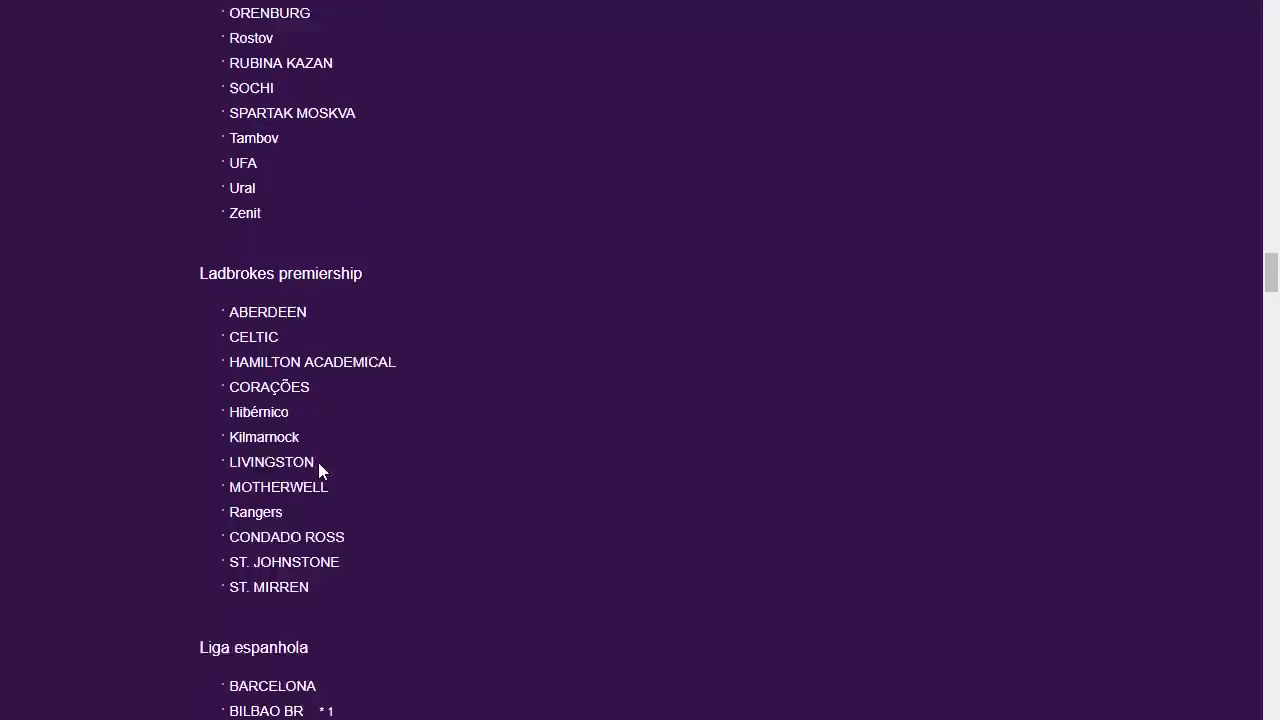 ORENBURG
Rostov
RUBINA KAZAN
SOCHI
SPARTAK MOSKVA
Tambov
UFA
Ural
Zenit
Ladbrokes premiership
ABERDEEN
CELTIC
HAMILTON ACADEMICAL
CORAÇÕES
Hibérnico
Kilmarnock
LIVINGSTON
MOTHERWELL
Rangers
CONDADO ROSS
ST. JOHNSTONE
ST. MIRREN
Liga espanhola
BARCELONA
BILBAO BR * 1